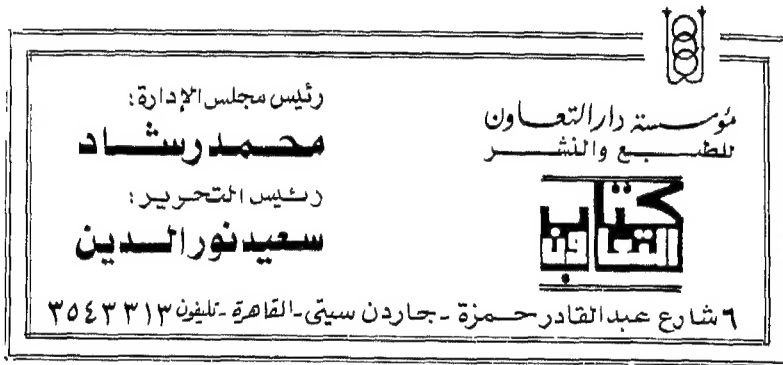 مؤسسة دار التعاون
للطبع والنشر
كتاب التعاون
رئيس مجلس الإدارة:
محمد رشاد
رئيس التحرير:
سعيد نور الدين
٦ شارع عبد القادر حمزة - جاردن سيتى - القاهرة - تليفون ٣٥٤٣٣١٣